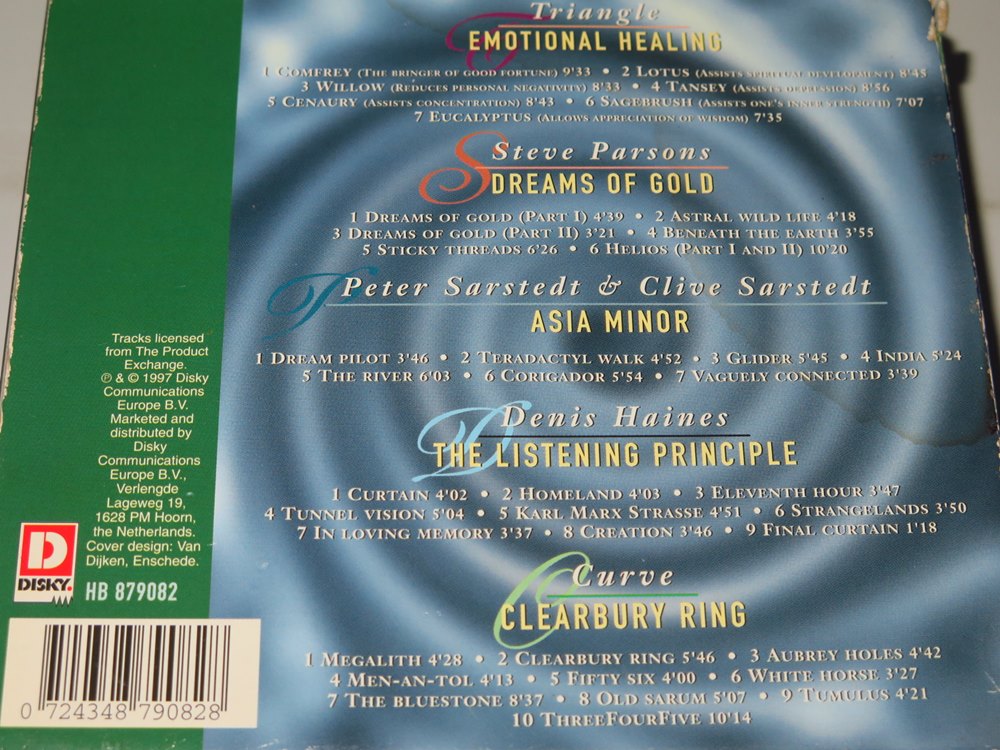 Triangle
EMOTIONAL HEALING
1 COMFREY (THE BRINGER OF GOOD FORTUNE) 9'33 • 2 LOTUS (ASSISTS SPIRITUAL DEVELOPMENT) 8'45
3 WILLOW (REDUCES PERSONAL NEGATIVITY) 8'33 • 4 TANSEY (ASSISTS DEPRESSION) 8'56
5 CENAURY (ASSISTS CONCENTRATION) 8'43 • 6 SAGEBRUSH (ASSISTS ONE'S INNER STRENGTH) 7'07
7 EUCALYPTUS (ALLOWS APPRECIATION OF WISDOM) 7'35
Steve Parsons
DREAMS OF GOLD
1 DREAMS OF GOLD (PART I) 4'39 • 2 ASTRAL WILD LIFE 4'18
3 DREAMS OF GOLD (PART II) 3'21 • 4 BENEATH THE EARTH 3'55
5 STICKY THREADS 6'26 • 6 HELIOS (PART I AND II) 10'20
Peter Sarstedt & Clive Sarstedt
ASIA MINOR
1 DREAM PILOT 3'46 • 2 TERADACTYL WALK 4'52 • 3 GLIDER 5'45 • 4 INDIA 5'24
5 THE RIVER 6'03 • 6 CORIGADOR 5'54 • 7 VAGUELY CONNECTED 3'39
Denis Haines
THE LISTENING PRINCIPLE
1 CURTAIN 4'02 • 2 HOMELAND 4'03 • 3 ELEVENTH HOUR 3'47
4 TUNNEL VISION 5'04 • 5 KARL MARX STRASSE 4'51 • 6 STRANGELANDS 3'50
7 IN LOVING MEMORY 3'37 • 8 CREATION 3'46 • 9 FINAL CURTAIN 1'18
Curve
CLEARBURY RING
1 MEGALITH 4'28 • 2 CLEARBURY RING 5'46 • 3 AUBREY HOLES 4'42
4 MEN-AN-TOL 4'13 • 5 FIFTY SIX 4'00 • 6 WHITE HORSE 3'27
7 THE BLUESTONE 8'37 • 8 OLD SARUM 5'07 • 9 TUMULUS 4'21
10 THREEFOURFIVE 10'14
Tracks licensed
from The Product
Exchange.
℗ & © 1997 Disky
Communications
Europe B.V.
Marketed and
distributed by
Disky
Communications
Europe B.V.,
Verlengde
Lageweg 19,
1628 PM Hoorn,
the Netherlands.
Cover design: Van
Dijken, Enschede.
D
DISKY.
HB 879082
0 724348 790828